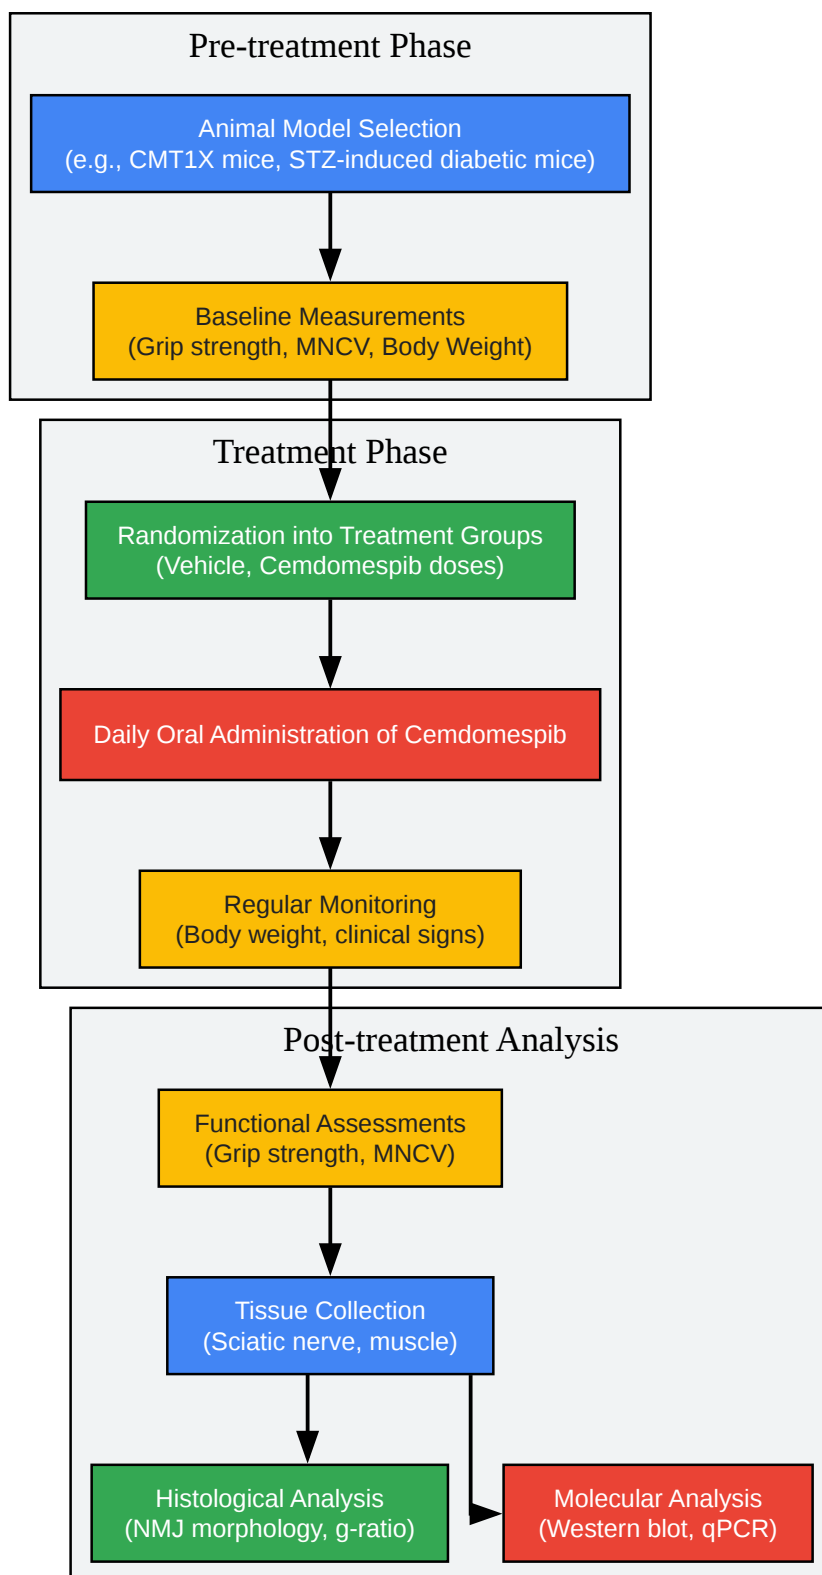 Pre-treatment Phase
Animal Model Selection
(e.g., CMT1X mice, STZ-induced diabetic mice)
Baseline Measurements
(Grip strength, MNCV, Body Weight)
Treatment Phase
Randomization into Treatment Groups
(Vehicle, Cemdomespib doses)
Daily Oral Administration of Cemdomespib
Regular Monitoring
(Body weight, clinical signs)
Post-treatment Analysis
Functional Assessments
(Grip strength, MNCV)
Tissue Collection
(Sciatic nerve, muscle)
Histological Analysis
(NMJ morphology, g-ratio)
Molecular Analysis
(Western blot, qPCR)